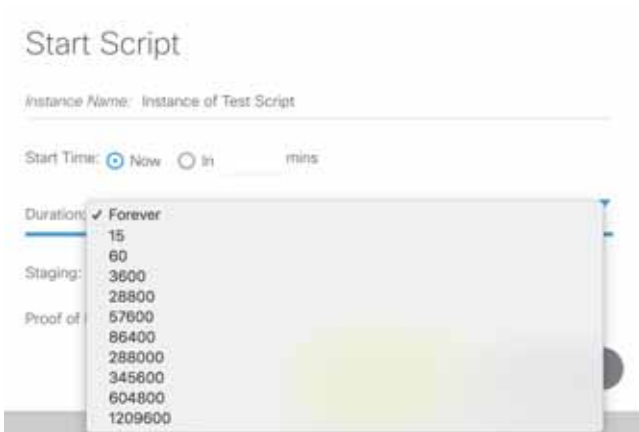 Start Script
Instance Name: Instance of Test Script
Start Time: Now In mins
Duration: ✓ Forever
15
60
3600
Staging:
28800
57600
Proof of
86400
288000
345600
604800
1209600